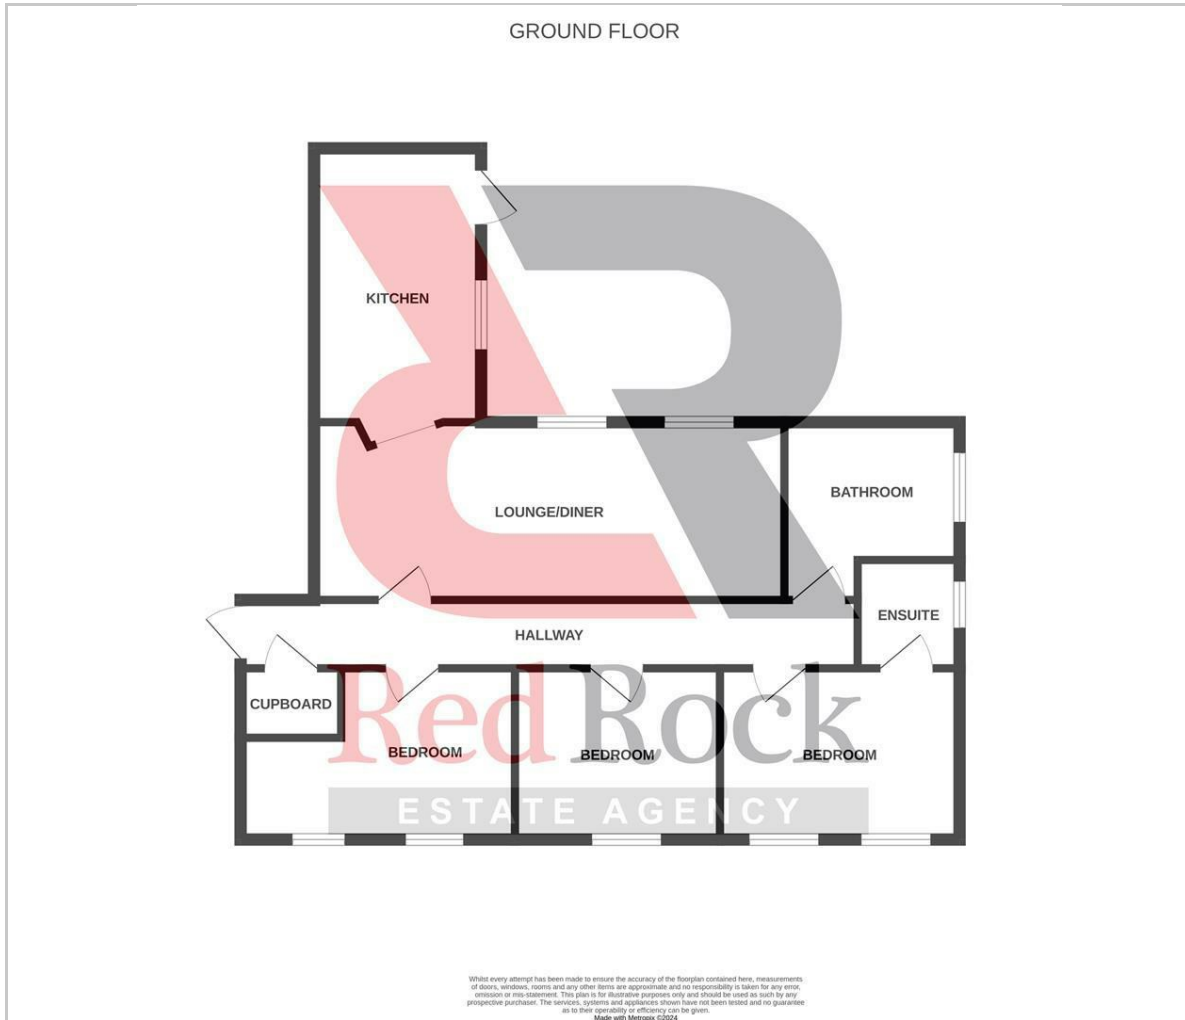 GROUND FLOOR
KITCHEN
LOUNGE/DINER
BATHROOM
ENSUITE
HALLWAY
CUPBOARD
BEDROOM
BEDROOM
BEDROOM
Red Rock
ESTATE AGENCY
Whilst every attempt has been made to ensure the accuracy of the floorplan contained here, measurements
of doors, windows, rooms and any other items are approximate and no responsibility is taken for any error,
omission or mis-statement. This plan is for illustrative purposes only and should be used as such by any
prospective purchaser. The services, systems and appliances shown have not been tested and no guarantee
as to their operability or efficiency can be given.
Made with Metropix ©2024